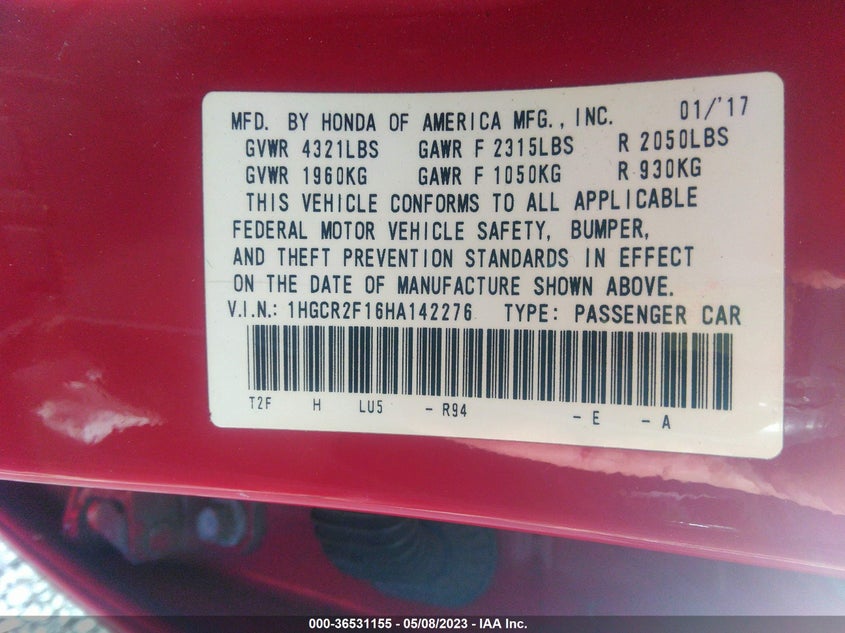 MFD. BY HONDA OF AMERICA MFG., INC. 01/'17
GVWR 4321LBS GAWR F 2315LBS R 2050LBS
GVWR 1960KG GAWR F 1050KG R 930KG
THIS VEHICLE CONFORMS TO ALL APPLICABLE
FEDERAL MOTOR VEHICLE SAFETY, BUMPER,
AND THEFT PREVENTION STANDARDS IN EFFECT
ON THE DATE OF MANUFACTURE SHOWN ABOVE.
V.I.N.: 1HGCR2F16HA142276 TYPE: PASSENGER CAR
T2F H LU5 - R94 - E - A
000-36531155 - 05/08/2023 - IAA Inc.